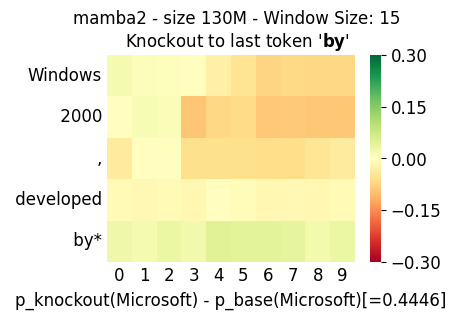 mamba2 - size 130M - Window Size: 15
Knockout to last token 'by'
Windows
2000
,
developed
by*
0 1 2 3 4 5 6 7 8 9
0.30
0.15
0.00
−0.15
−0.30
p_knockout(Microsoft) - p_base(Microsoft)[=0.4446]